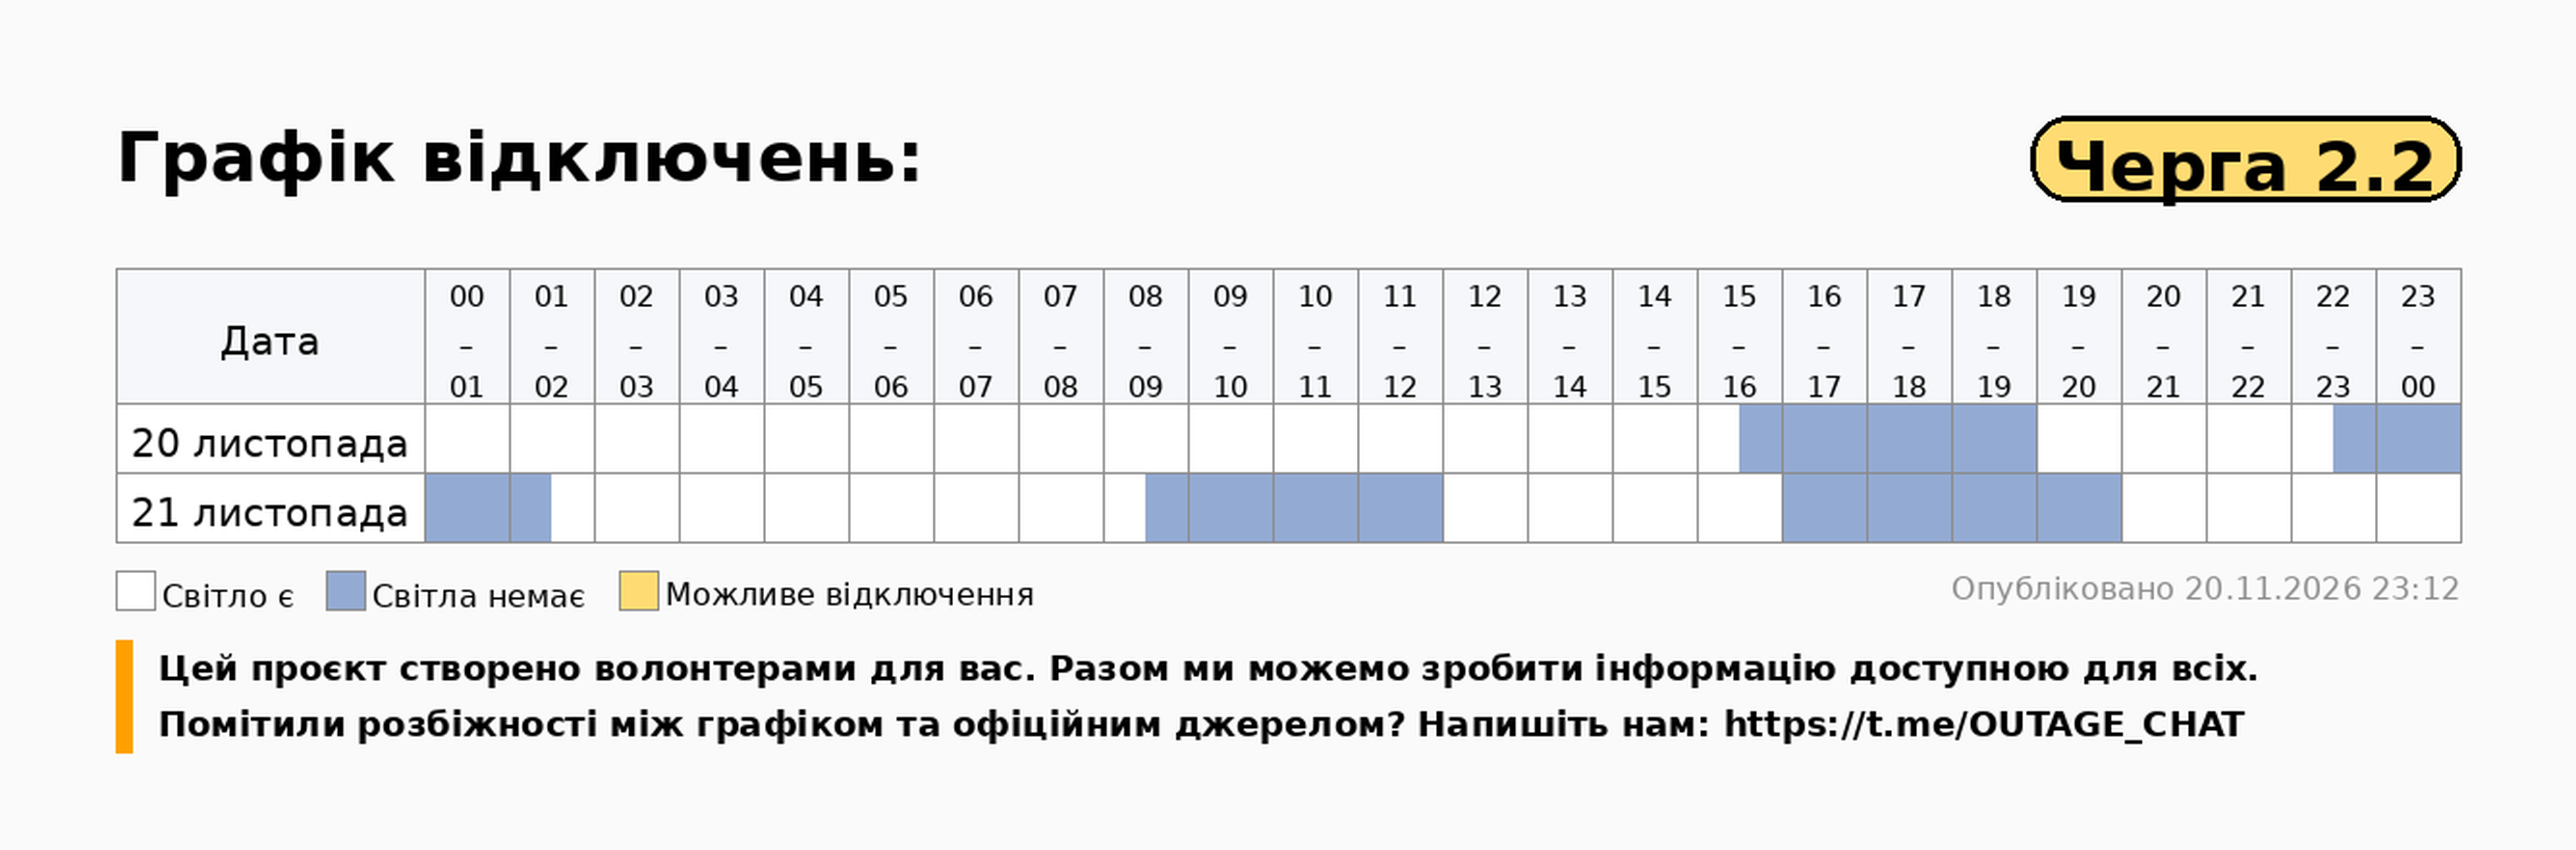 Графік відключень:
Черга 2.2
Дата
00 – 01
01 – 02
02 – 03
03 – 04
04 – 05
05 – 06
06 – 07
07 – 08
08 – 09
09 – 10
10 – 11
11 – 12
12 – 13
13 – 14
14 – 15
15 – 16
16 – 17
17 – 18
18 – 19
19 – 20
20 – 21
21 – 22
22 – 23
23 – 00
20 листопада
21 листопада
Світло є
Світла немає
Можливе відключення
Опубліковано 20.11.2026 23:12
Цей проєкт створено волонтерами для вас. Разом ми можемо зробити інформацію доступною для всіх.
Помітили розбіжності між графіком та офіційним джерелом? Напишіть нам: https://t.me/OUTAGE_CHAT